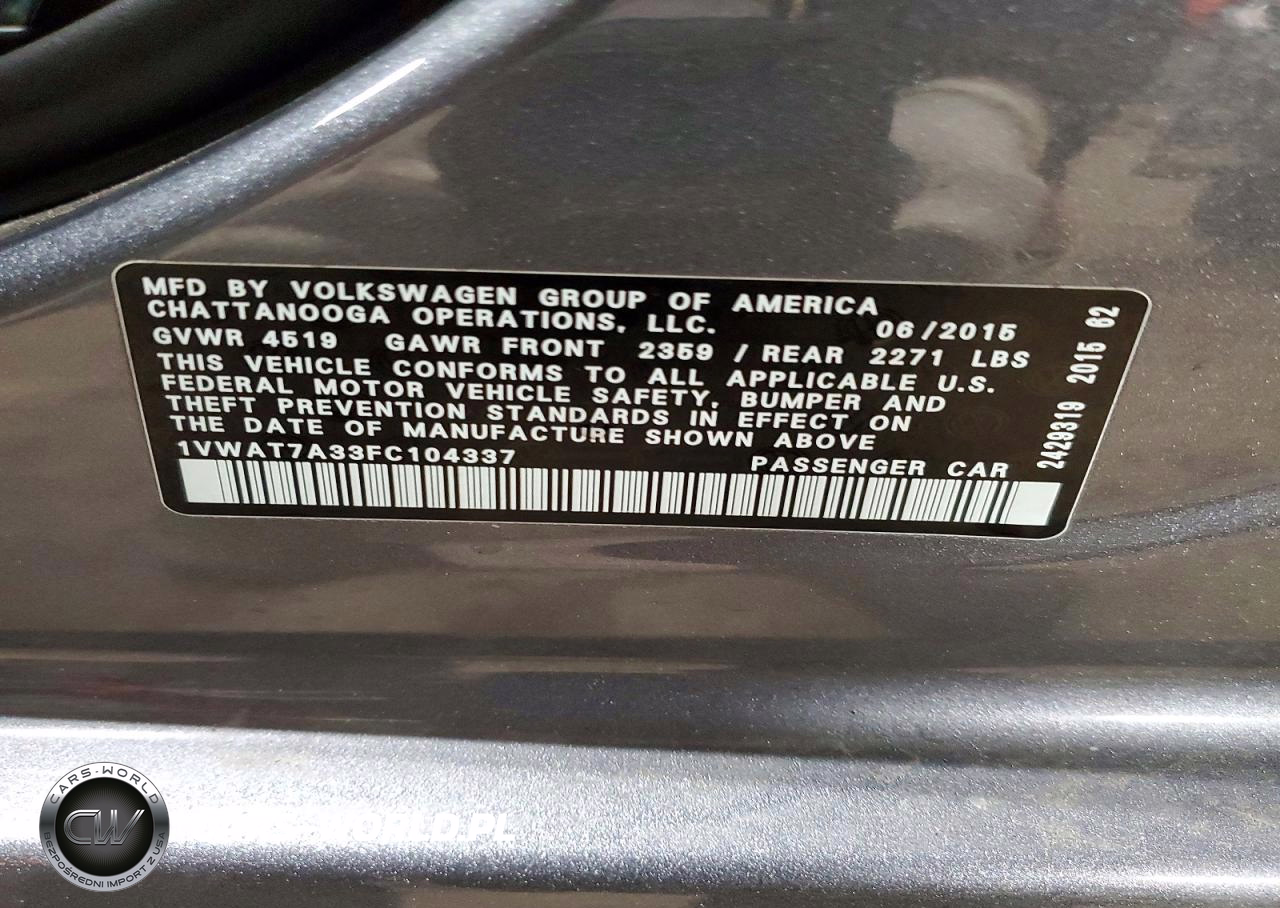 MFD BY VOLKSWAGEN GROUP OF AMERICA
CHATTANOOGA OPERATIONS, LLC. 06/2015
GVWR 4519 GAWR FRONT 2359 / REAR 2271 LBS
THIS VEHICLE CONFORMS TO ALL APPLICABLE U.S.
FEDERAL MOTOR VEHICLE SAFETY, BUMPER AND
THEFT PREVENTION STANDARDS IN EFFECT ON
THE DATE OF MANUFACTURE SHOWN ABOVE
1VWAT7A33FC104337 PASSENGER CAR
2429319 2015 62
CARS-WORLD
CW
BEZPOŚREDNI IMPORT Z USA
WORLD.PL